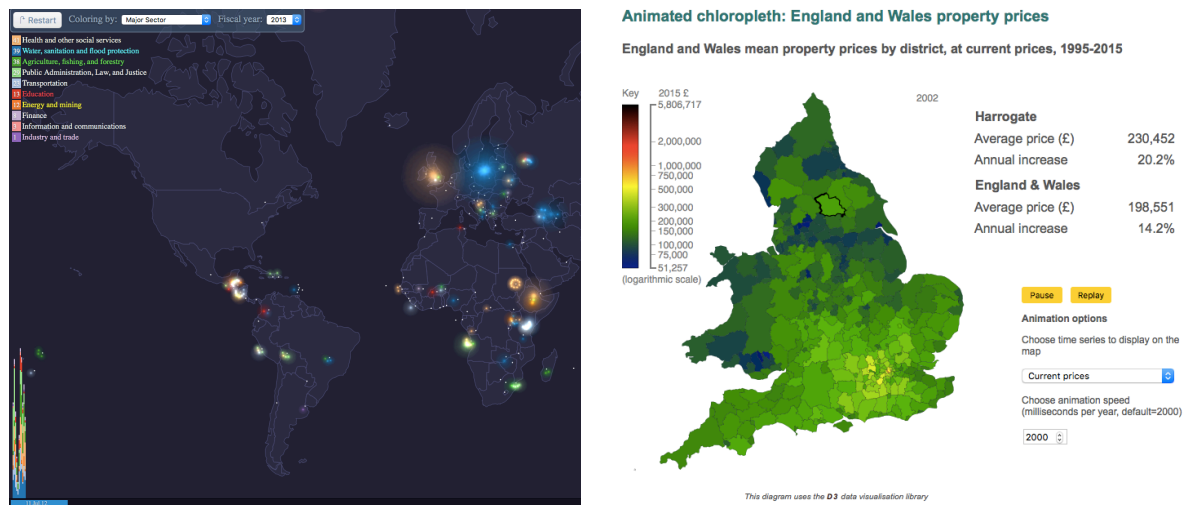 Restart Coloring by: Major Sector Fiscal year: 2013
Health and other social services
39 Water, sanitation and flood protection
38 Agriculture, fishing, and forestry
Public Administration, Law, and Justice
Transportation
13 Education
12 Energy and mining
Finance
Information and communications
Industry and trade
Animated chloropleth: England and Wales property prices
England and Wales mean property prices by district, at current prices, 1995-2015
Key
2015 £
5,806,717
2,000,000
1,000,000
750,000
500,000
300,000
200,000
150,000
100,000
75,000
51,257
(logarithmic scale)
2002
Harrogate
Average price (£) 230,452
Annual increase 20.2%
England & Wales
Average price (£) 198,551
Annual increase 14.2%
Pause Replay
Animation options
Choose time series to display on the
map
Current prices
Choose animation speed
(milliseconds per year, default=2000)
2000
This diagram uses the D3 data visualisation library